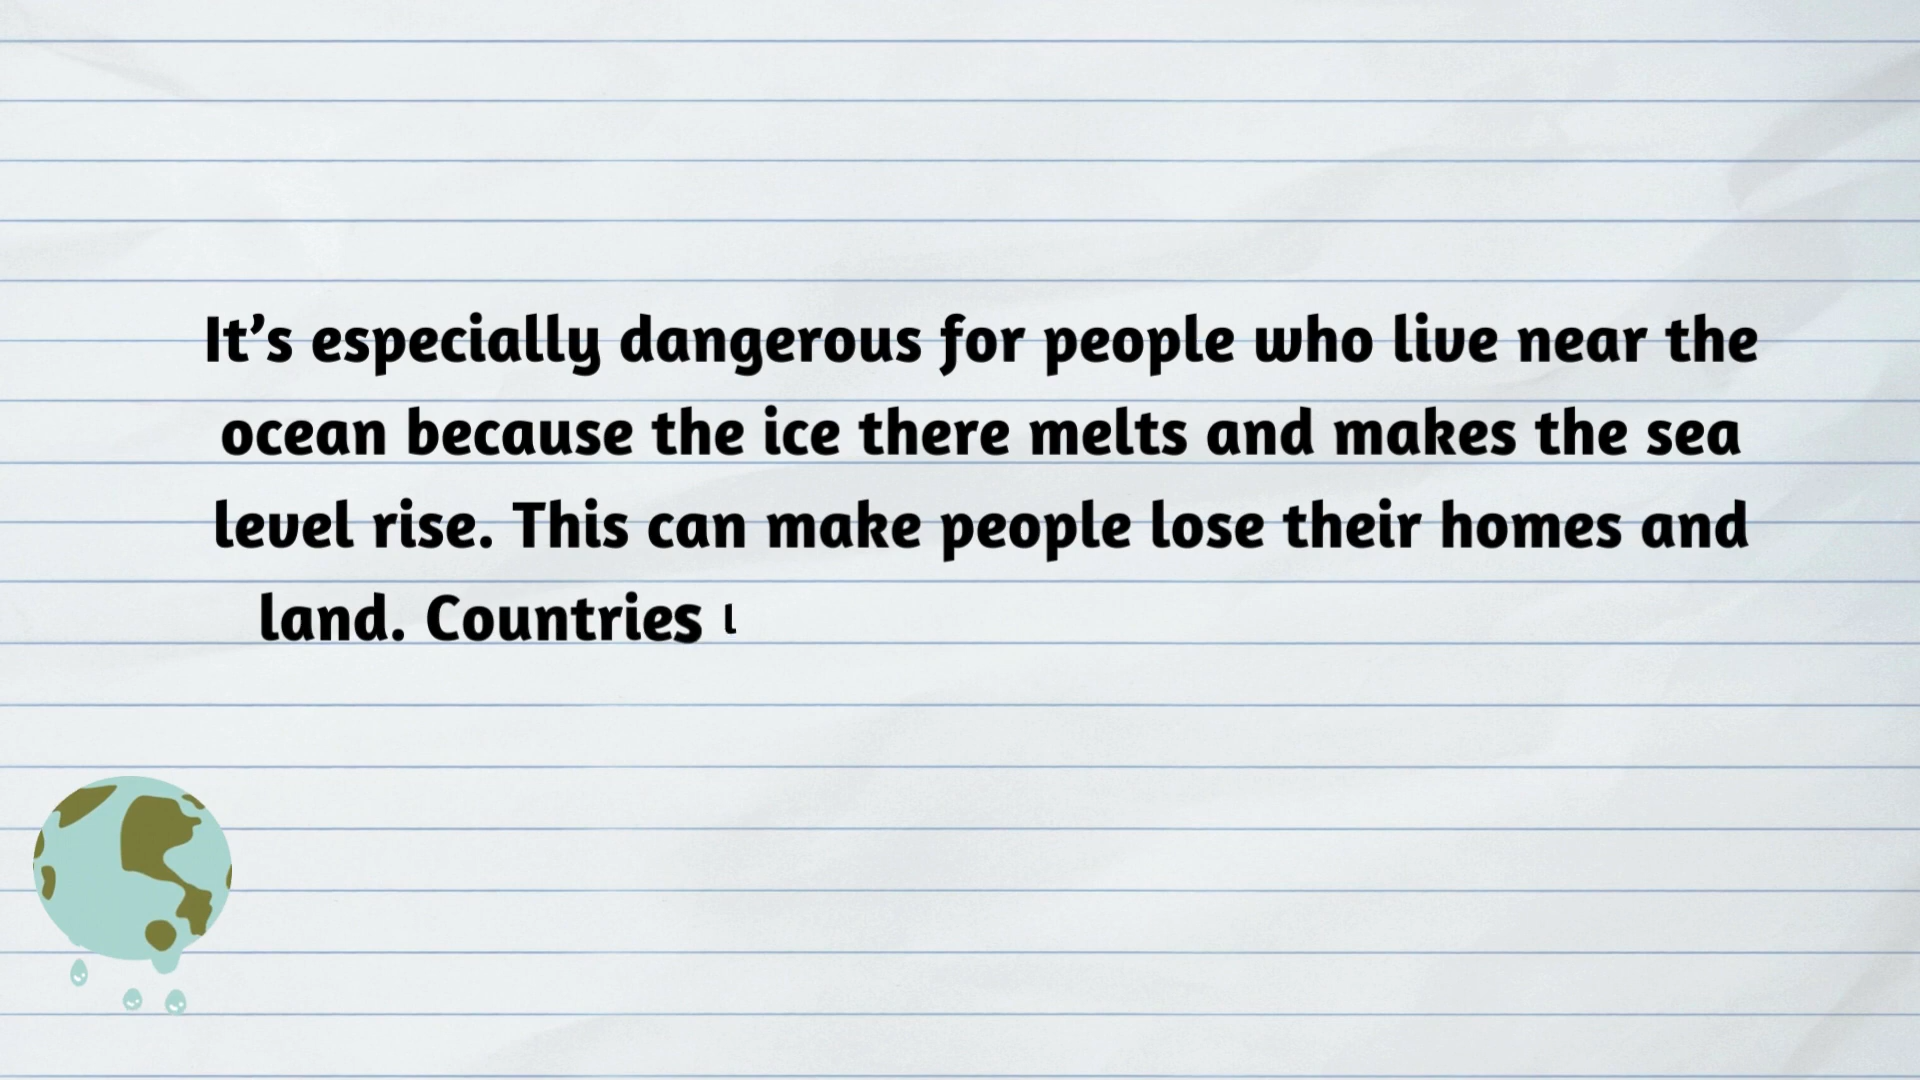 It’s especially dangerous for people who live near the
ocean because the ice there melts and makes the sea
level rise. This can make people lose their homes and
land. Countries l